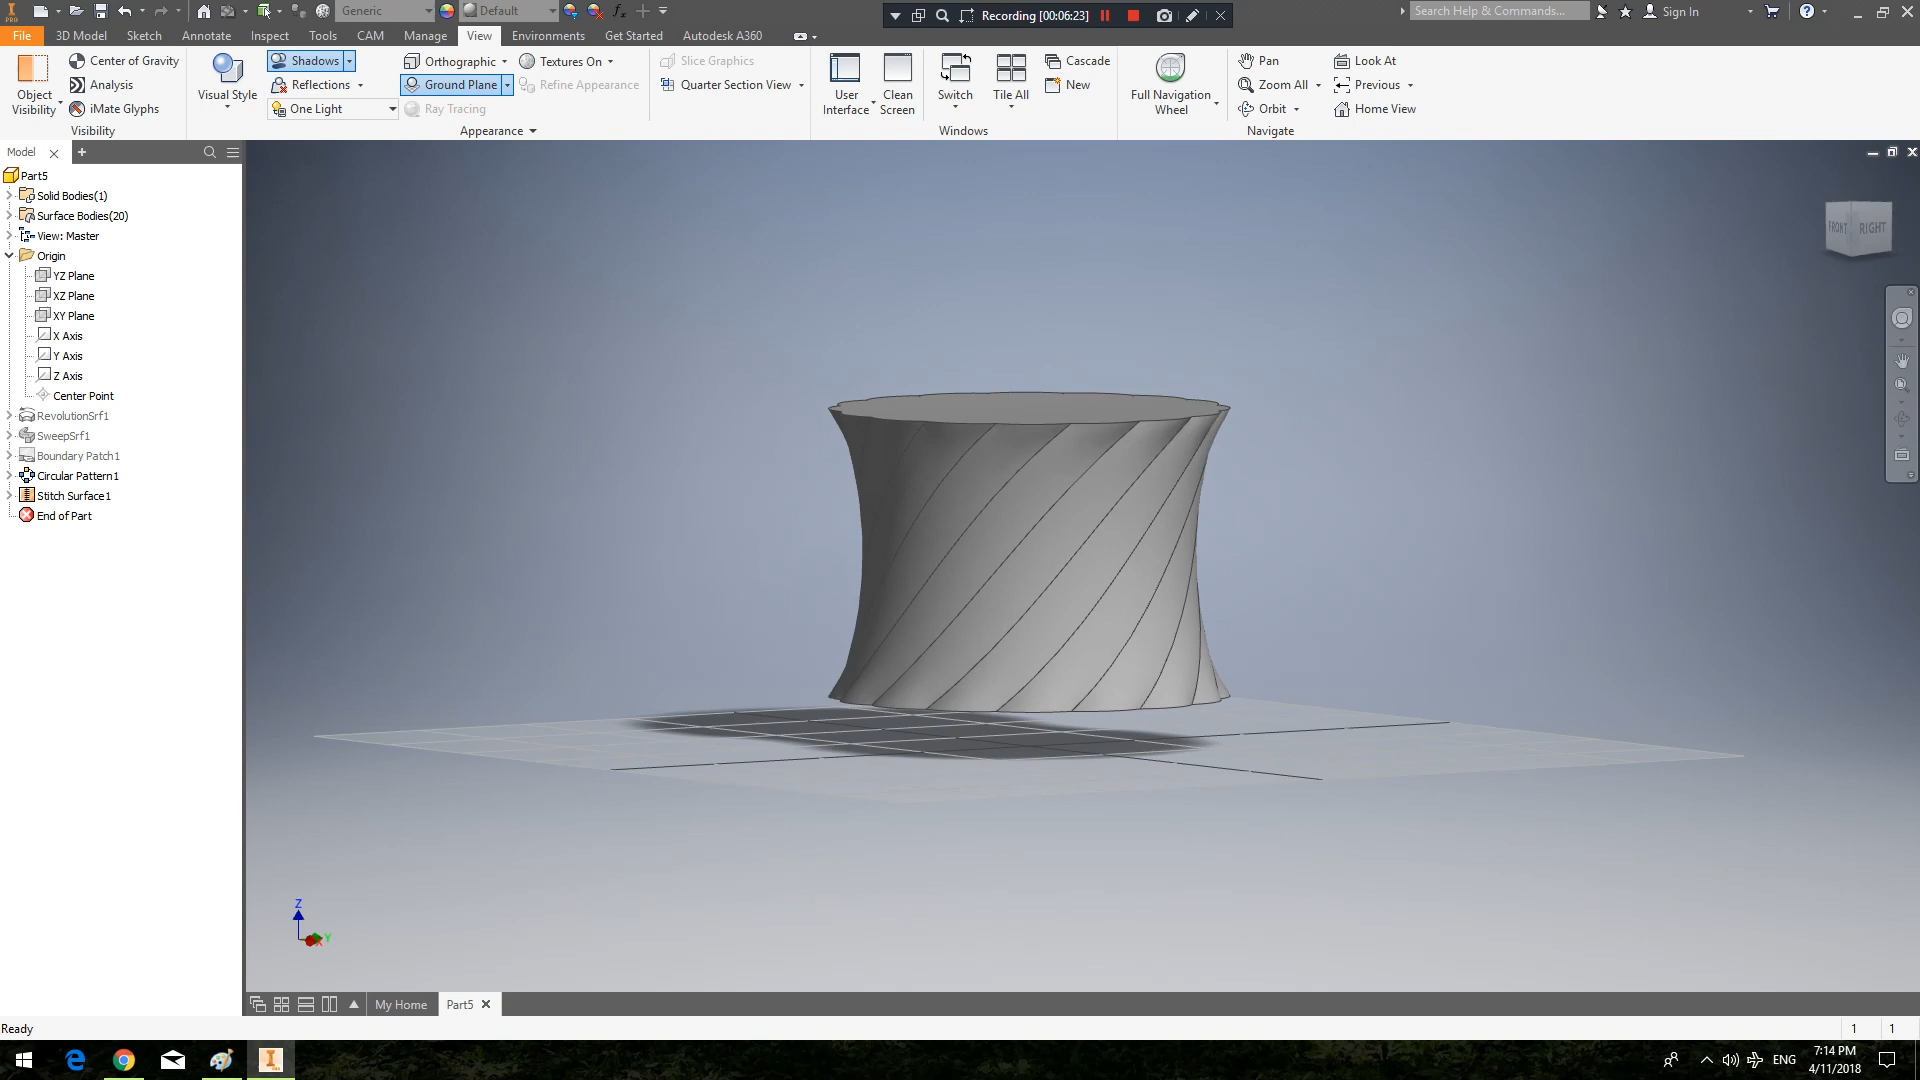 Generic
Default
Recording [00:06:23]
Search Help & Commands...
Sign In
PRO
File
3D Model
Sketch
Annotate
Inspect
Tools
CAM
Manage
View
Environments
Get Started
Autodesk A360
Object
Visibility
Center of Gravity
Analysis
iMate Glyphs
Visibility
Visual Style
Shadows
Reflections
One Light
Orthographic
Ground Plane
Ray Tracing
Textures On
Refine Appearance
Appearance
Slice Graphics
Quarter Section View
User
Interface
Clean
Screen
Switch
Tile All
Cascade
New
Windows
Full Navigation
Wheel
Pan
Zoom All
Orbit
Look At
Previous
Home View
Navigate
Model
Part5
Solid Bodies(1)
Surface Bodies(20)
View: Master
Origin
YZ Plane
XZ Plane
XY Plane
X Axis
Y Axis
Z Axis
Center Point
RevolutionSrf1
SweepSrf1
Boundary Patch1
Circular Pattern1
Stitch Surface1
End of Part
FRONT
RIGHT
Z
Y
My Home
Part5
Ready
1
1
ENG
7:14 PM
4/11/2018